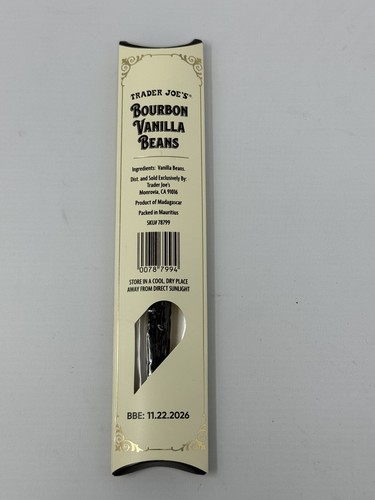 TRADER JOE'S®
BOURBON
VANILLA
BEANS
Ingredients: Vanilla Beans.
Dist. and Sold Exclusively By:
Trader Joe's
Monrovia, CA 91016
Product of Madagascar
Packed in Mauritius
SKU# 78799
0078 7994
STORE IN A COOL, DRY PLACE
AWAY FROM DIRECT SUNLIGHT
BBE: 11.22.2026